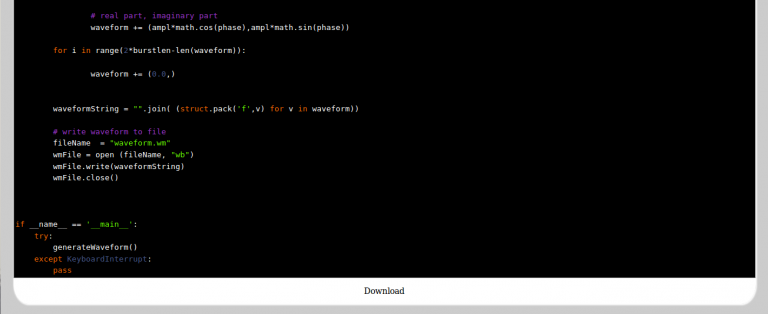 # real part, imaginary part
waveform += (ampl*math.cos(phase),ampl*math.sin(phase))
for i in range(2*burstlen-len(waveform)):
waveform += (0.0,)
waveformString = "".join( (struct.pack('f',v) for v in waveform))
# write waveform to file
fileName  = "waveform.wm"
wmFile = open (fileName, "wb")
wmFile.write(waveformString)
wmFile.close()
if __name__ == '__main__':
try:
generateWaveform()
except KeyboardInterrupt:
pass
Download